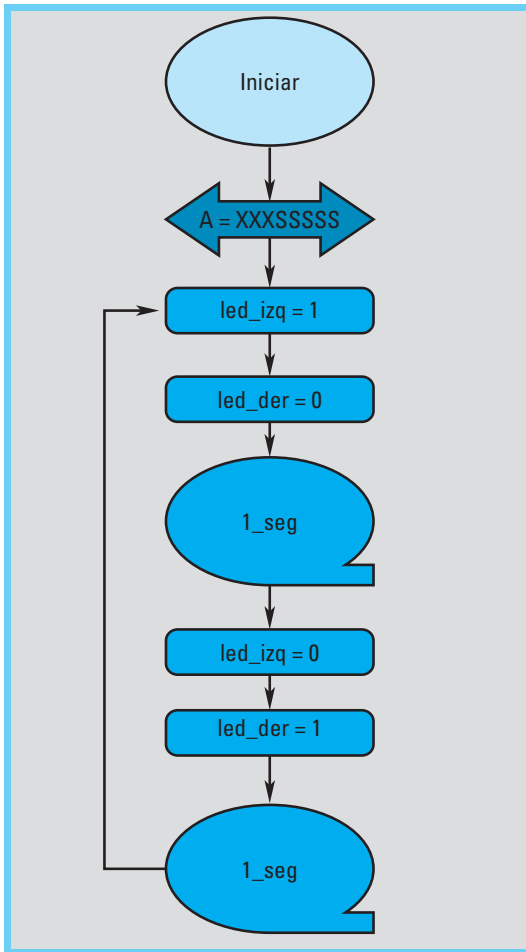 Iniciar
A = XXXSSSSS
led_izq = 1
led_der = 0
1_seg
led_izq = 0
led_der = 1
1_seg